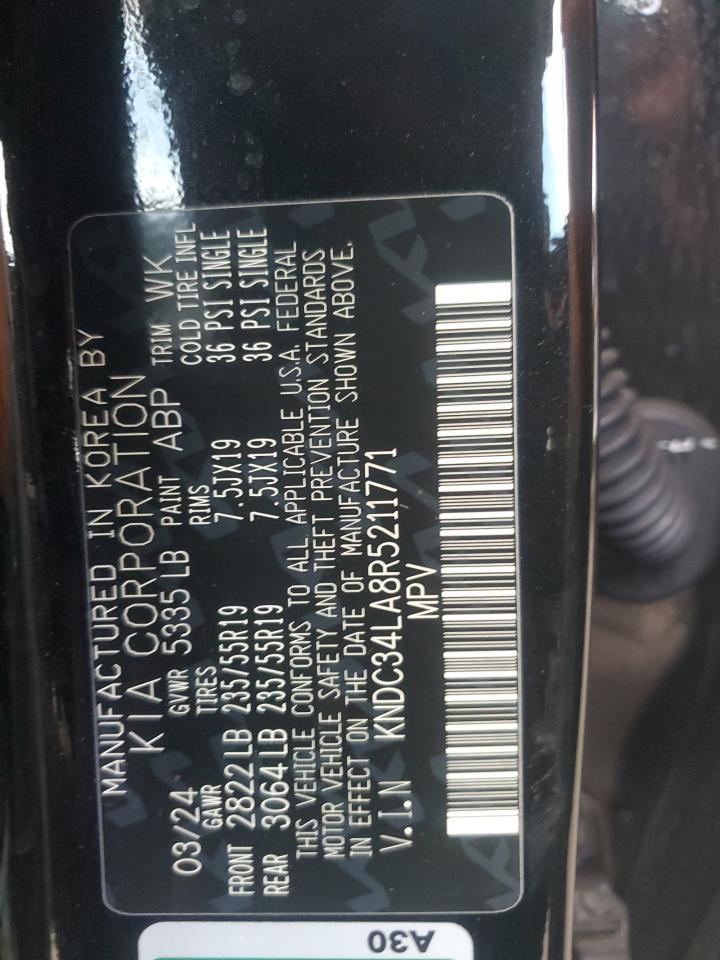 MANUFACTURED IN KOREA BY
KIA CORPORATION
03/24 GVWR 5335 LB PAINT ABP TRIM WK
GAWR TIRES RIMS COLD TIRE INFL
FRONT 2822 LB 235/55R19 7.5JX19 36 PSI SINGLE
REAR 3064 LB 235/55R19 7.5JX19 36 PSI SINGLE
THIS VEHICLE CONFORMS TO ALL APPLICABLE U.S.A. FEDERAL
MOTOR VEHICLE SAFETY AND THEFT PREVENTION STANDARDS
IN EFFECT ON THE DATE OF MANUFACTURE SHOWN ABOVE.
V.I.N KNDC34LA8R5211771
MPV
A30